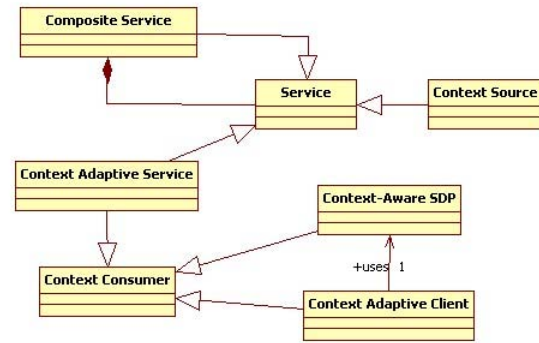 Composite Service
Service
Context Source
Context Adaptive Service
Context-Aware SDP
+uses 1
Context Consumer
Context Adaptive Client